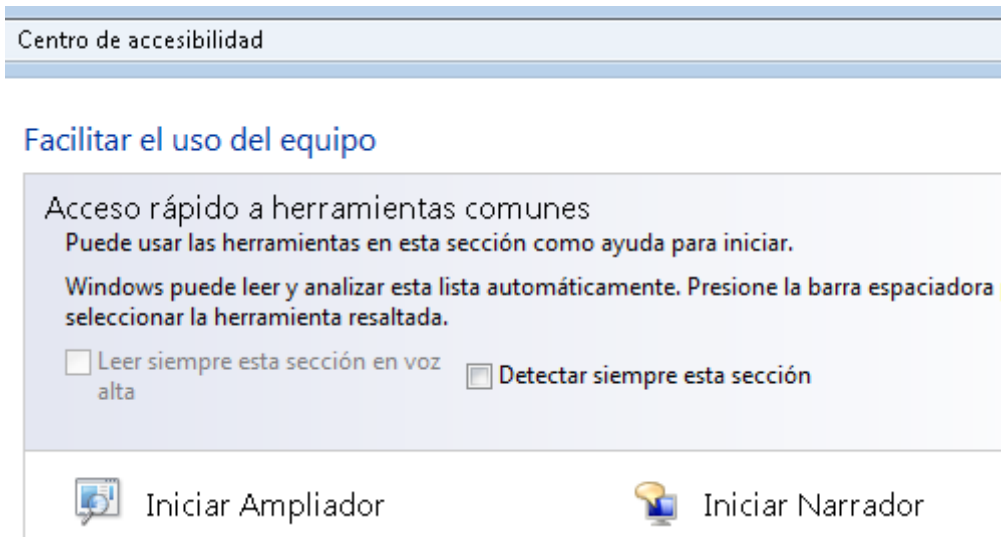 Centro de accesibilidad
Facilitar el uso del equipo
Acceso rápido a herramientas comunes
Puede usar las herramientas en esta sección como ayuda para iniciar.
Windows puede leer y analizar esta lista automáticamente. Presione la barra espaciadora
seleccionar la herramienta resaltada.
Leer siempre esta sección en voz
alta
Detectar siempre esta sección
Iniciar Ampliador
Iniciar Narrador